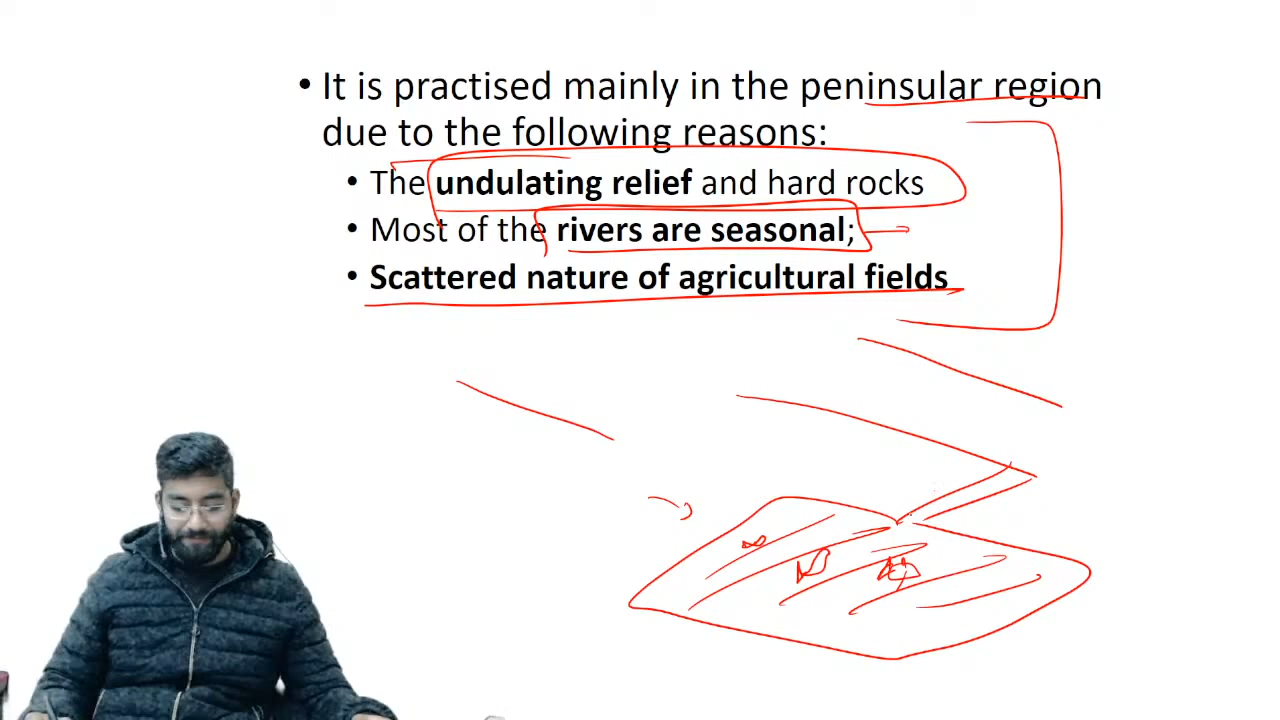 • It is practised mainly in the peninsular region
due to the following reasons:
• The undulating relief and hard rocks
• Most of the rivers are seasonal;
• Scattered nature of agricultural fields